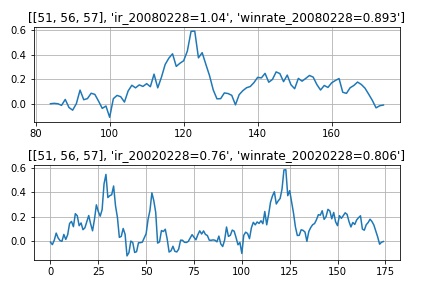 [[51, 56, 57], 'ir_20080228=1.04', 'winrate_20080228=0.893']
0.6
0.4
0.2
0.0
80 100 120 140 160
[[51, 56, 57], 'ir_20020228=0.76', 'winrate_20020228=0.806']
0.6
0.4
0.2
0.0
0 25 50 75 100 125 150 175